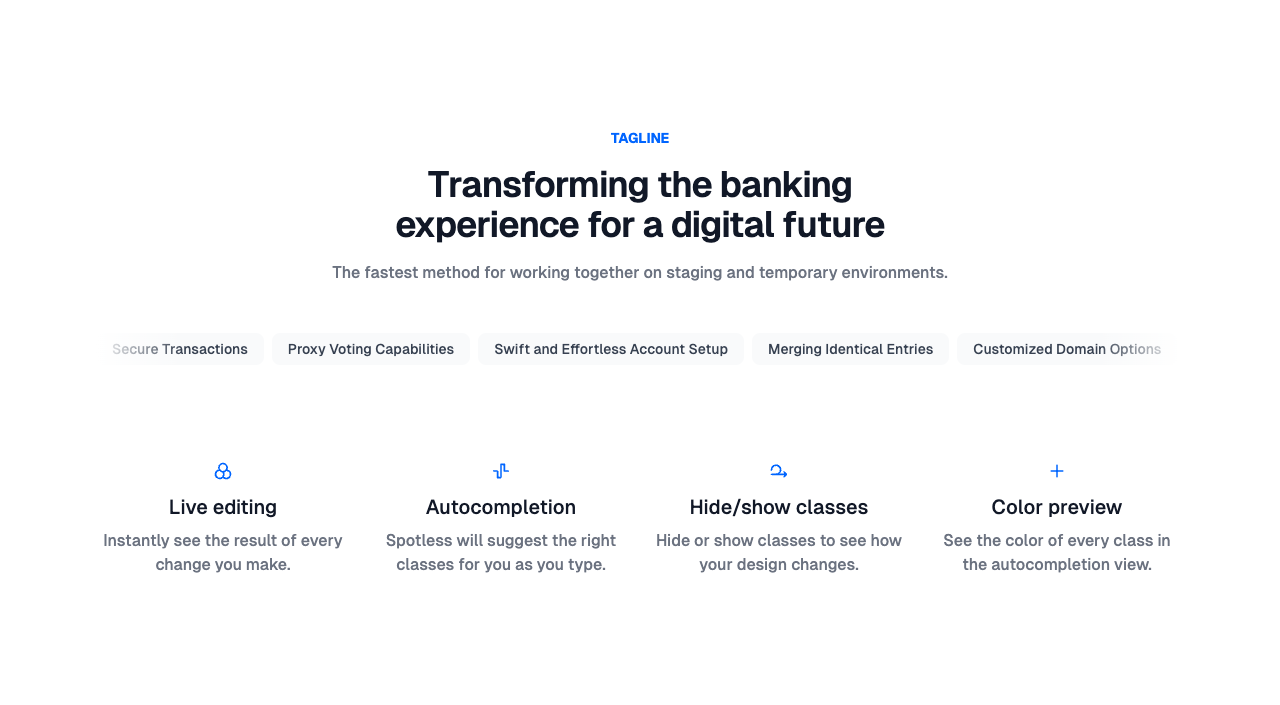 TAGLINE
Transforming the banking
experience for a digital future
The fastest method for working together on staging and temporary environments.
Secure Transactions
Proxy Voting Capabilities
Swift and Effortless Account Setup
Merging Identical Entries
Customized Domain Options
Live editing
Instantly see the result of every
change you make.
Autocompletion
Spotless will suggest the right
classes for you as you type.
Hide/show classes
Hide or show classes to see how
your design changes.
Color preview
See the color of every class in
the autocompletion view.